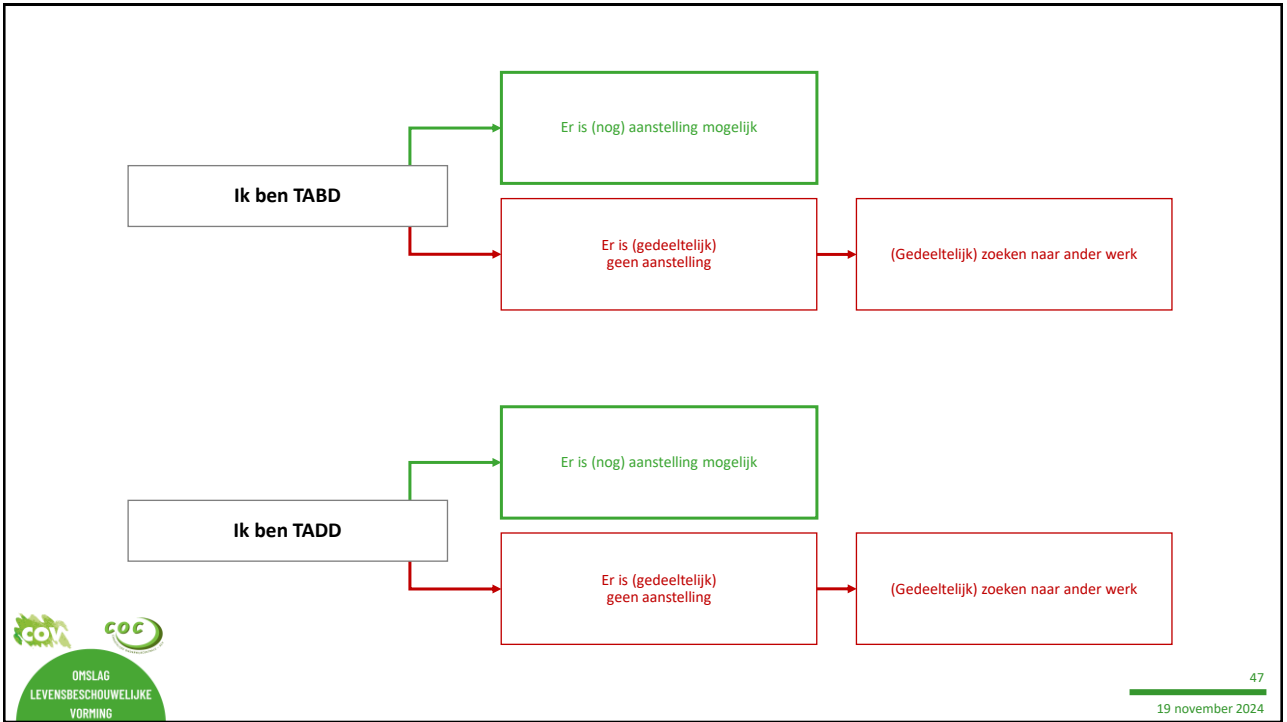 Er is (nog) aanstelling mogelijk
Ik ben TABD
Er is (gedeeltelijk)
geen aanstelling
(Gedeeltelijk) zoeken naar ander werk
Er is (nog) aanstelling mogelijk
Ik ben TADD
Er is (gedeeltelijk)
geen aanstelling
(Gedeeltelijk) zoeken naar ander werk
COV
COC
OMSLAG
LEVENSBESCHOUWELIJKE
VORMING
47
19 november 2024